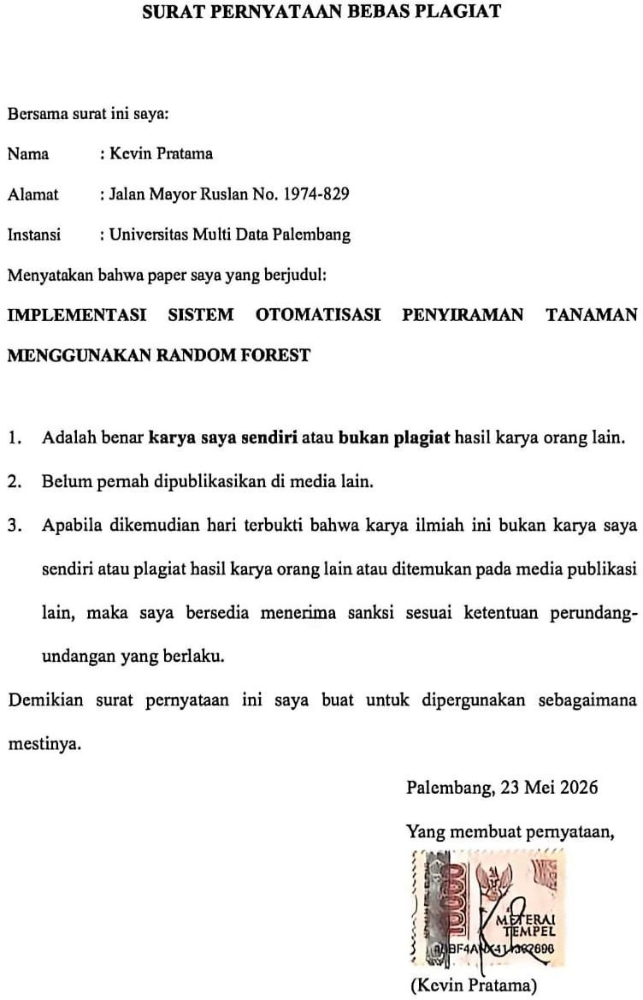 SURAT PERNYATAAN BEBAS PLAGIAT
Bersama surat ini saya:
Nama : Kevin Pratama
Alamat : Jalan Mayor Ruslan No. 1974-829
Instansi : Universitas Multi Data Palembang
Menyatakan bahwa paper saya yang berjudul:
IMPLEMENTASI SISTEM OTOMATISASI PENYIRAMAN TANAMAN
MENGGUNAKAN RANDOM FOREST
1. Adalah benar karya saya sendiri atau bukan plagiat hasil karya orang lain.
2. Belum pernah dipublikasikan di media lain.
3. Apabila dikemudian hari terbukti bahwa karya ilmiah ini bukan karya saya
sendiri atau plagiat hasil karya orang lain atau ditemukan pada media publikasi
lain, maka saya bersedia menerima sanksi sesuai ketentuan perundang-
undangan yang berlaku.
Demikian surat pernyataan ini saya buat untuk dipergunakan sebagaimana
mestinya.
Palembang, 23 Mei 2026
Yang membuat pernyataan,
10000
METERAI
TEMPEL
(Kevin Pratama)